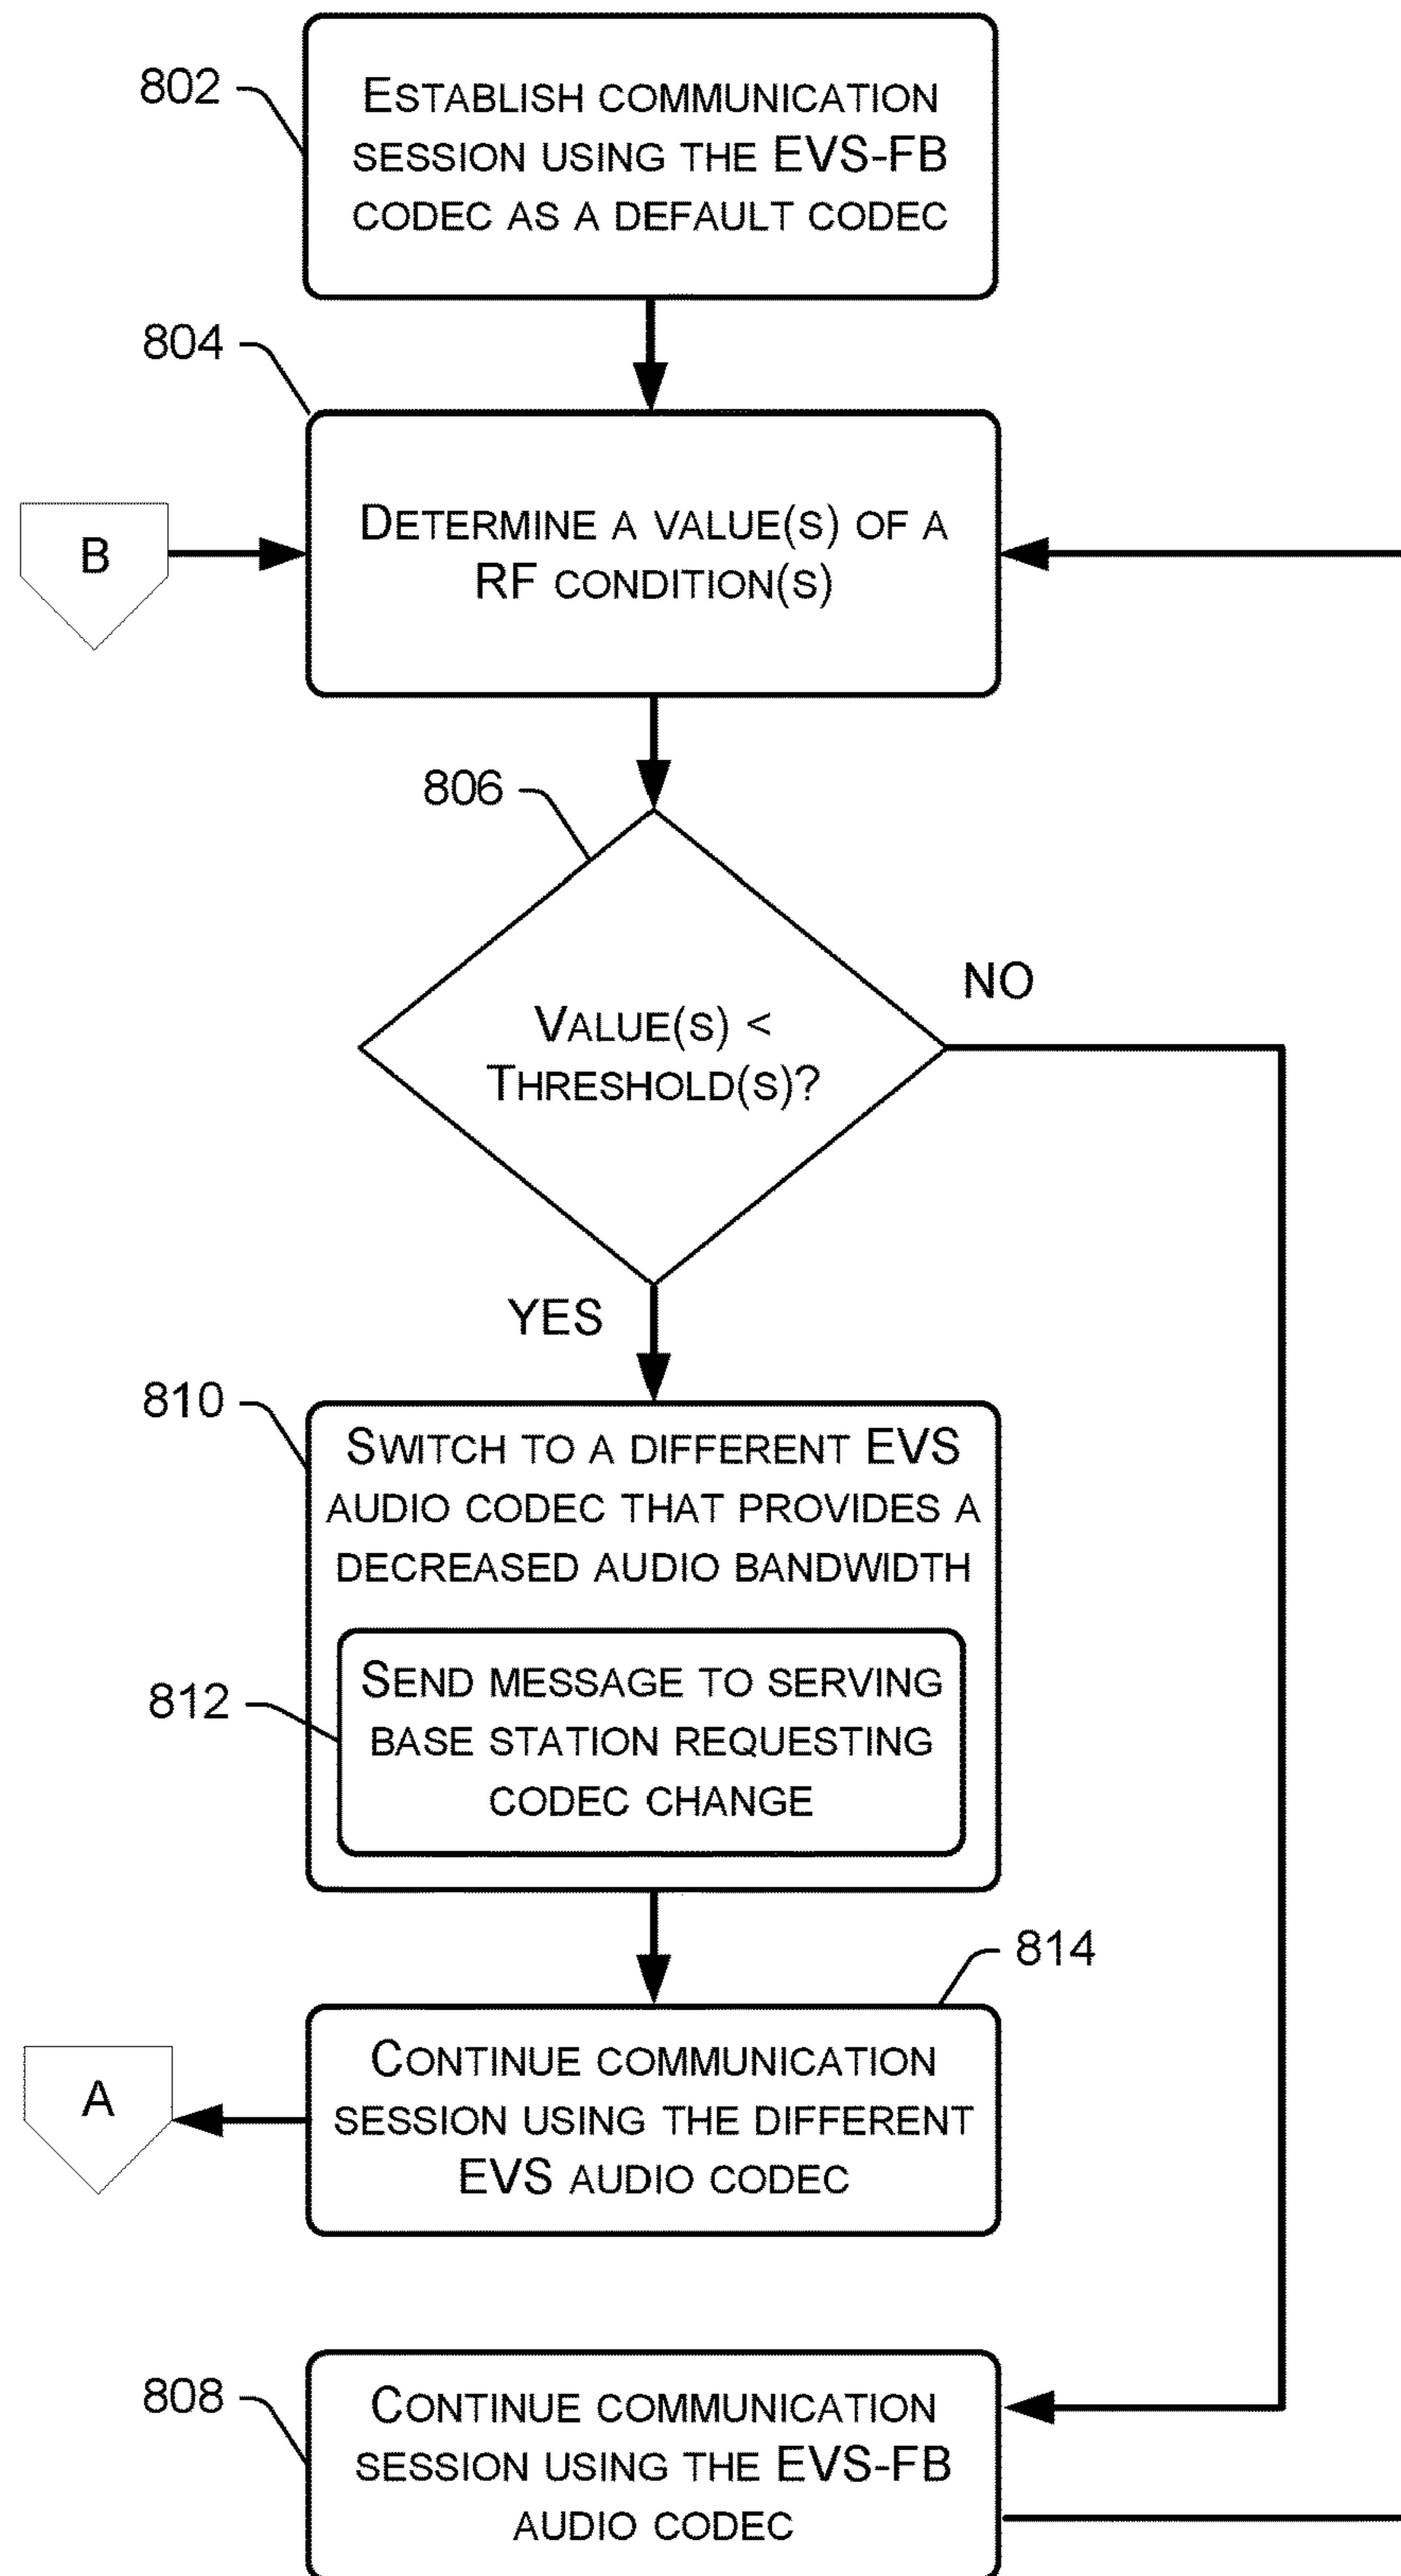 802
ESTABLISH COMMUNICATION
SESSION USING THE EVS-FB
CODEC AS A DEFAULT CODEC
804
B
DETERMINE A VALUE(S) OF A
RF CONDITION(S)
806
VALUE(S) <
THRESHOLD(S)?
NO
YES
810
SWITCH TO A DIFFERENT EVS
AUDIO CODEC THAT PROVIDES A
DECREASED AUDIO BANDWIDTH
812
SEND MESSAGE TO SERVING
BASE STATION REQUESTING
CODEC CHANGE
814
A
CONTINUE COMMUNICATION
SESSION USING THE DIFFERENT
EVS AUDIO CODEC
808
CONTINUE COMMUNICATION
SESSION USING THE EVS-FB
AUDIO CODEC